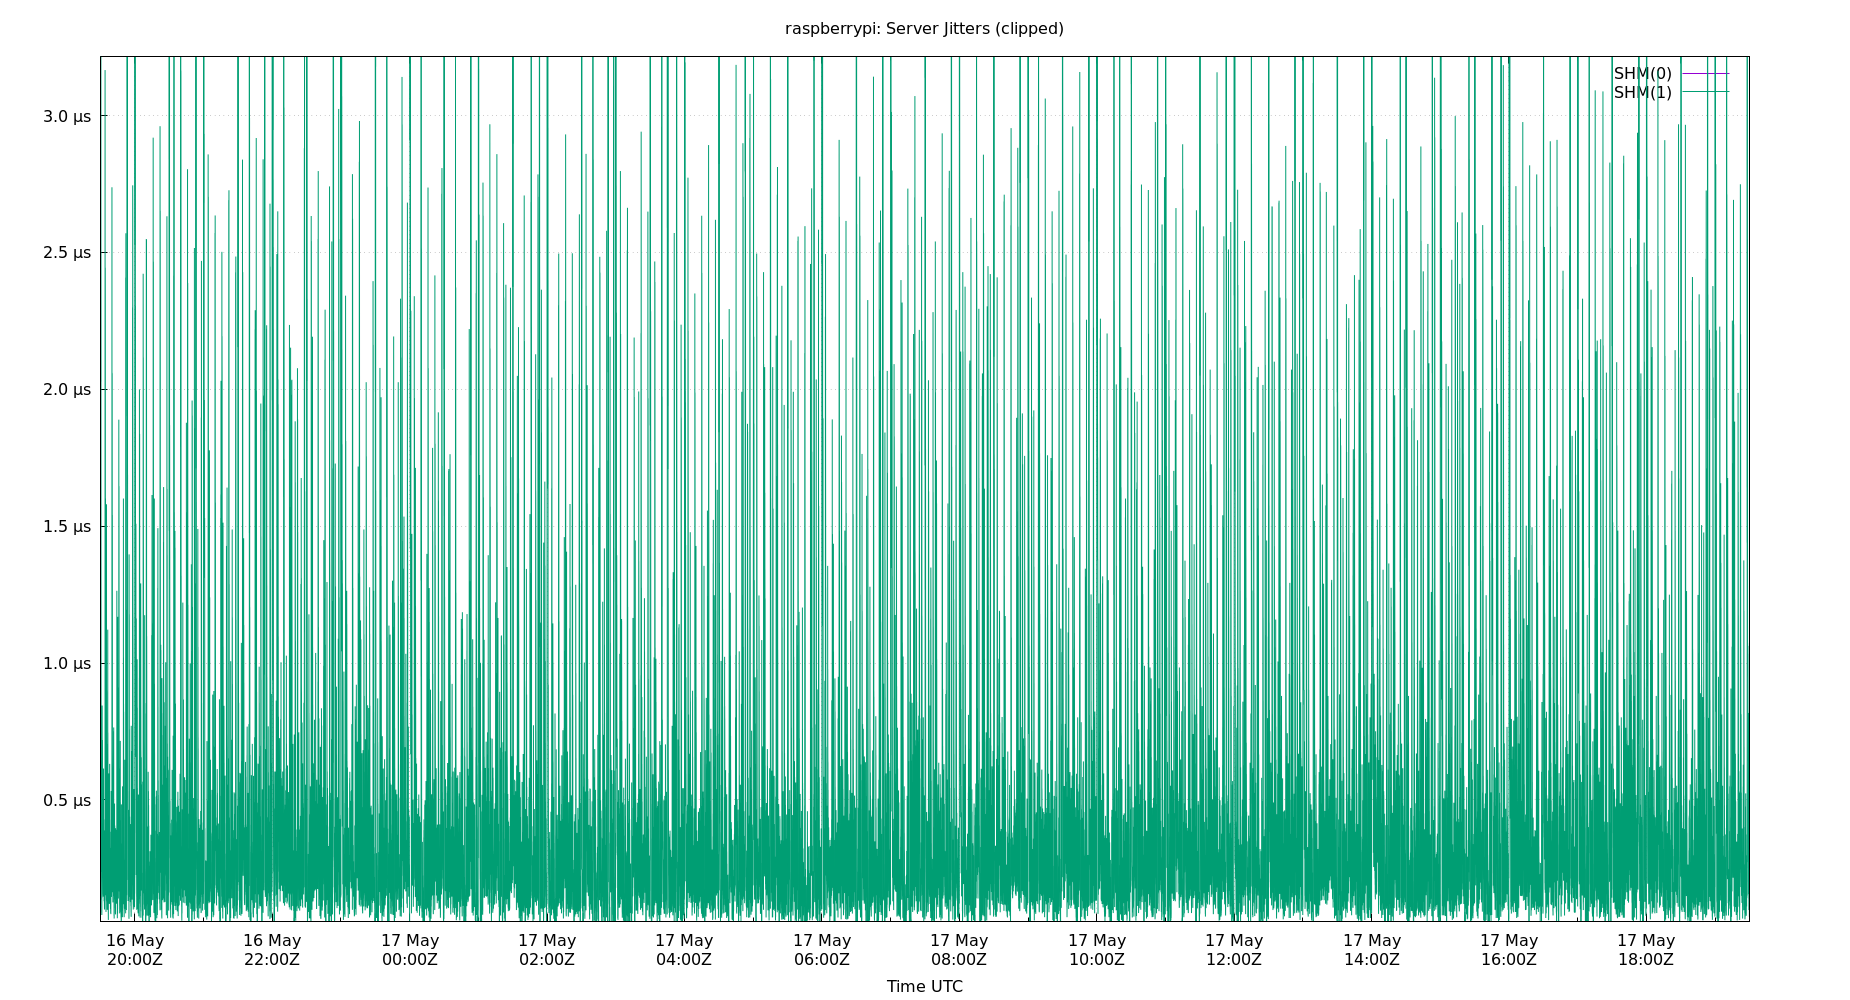 raspberrypi: Server Jitters (clipped)
SHM(0)
SHM(1)
3.0 µs
2.5 µs
2.0 µs
1.5 µs
1.0 µs
0.5 µs
16 May 16 May 17 May 17 May 17 May 17 May 17 May 17 May 17 May 17 May 17 May 17 May
20:00Z 22:00Z 00:00Z 02:00Z 04:00Z 06:00Z 08:00Z 10:00Z 12:00Z 14:00Z 16:00Z 18:00Z
Time UTC